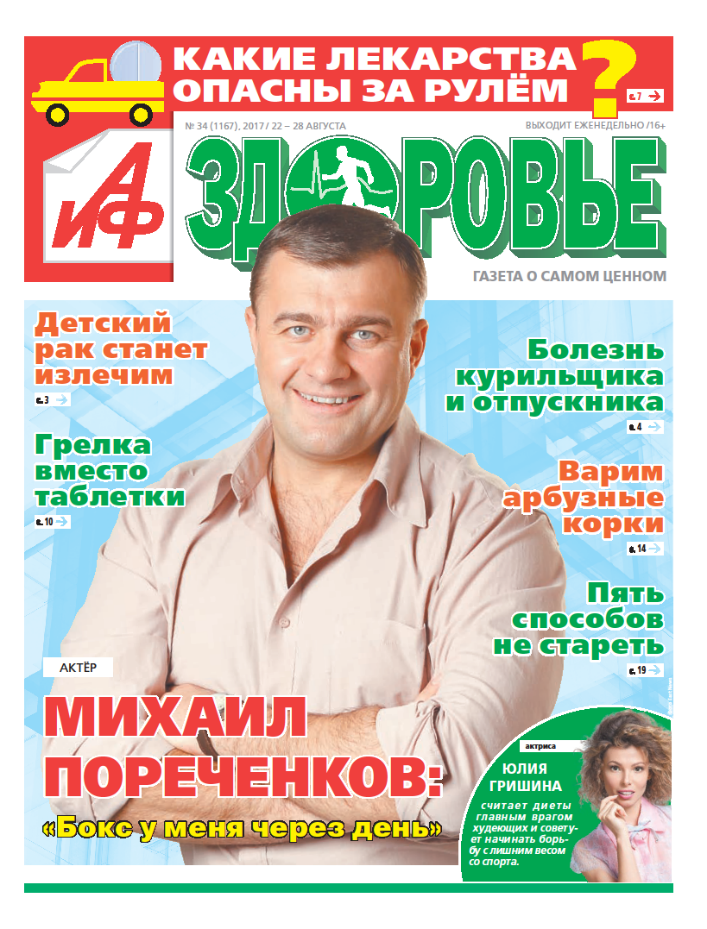 КАКИЕ ЛЕКАРСТВА
ОПАСНЫ ЗА РУЛЁМ ?
с.7
№ 34 (1167), 2017 / 22 – 28 АВГУСТА
ВЫХОДИТ ЕЖЕНЕДЕЛЬНО /16+
АиФ
ЗДОРОВЬЕ
ГАЗЕТА О САМОМ ЦЕННОМ
Детский
рак станет
излечим
с.3
Грелка
вместо
таблетки
с.10
Болезнь
курильщика
и отпускника
с.4
Варим
арбузные
корки
с.14
Пять
способов
не стареть
с.19
АКТЁР
МИХАИЛ
ПОРЕЧЕНКОВ:
«Бокс у меня через день»
актриса
ЮЛИЯ
ГРИШИНА
считает диеты
главным врагом
худеющих и совету-
ет начинать борь-
бу с лишним весом
со спорта.